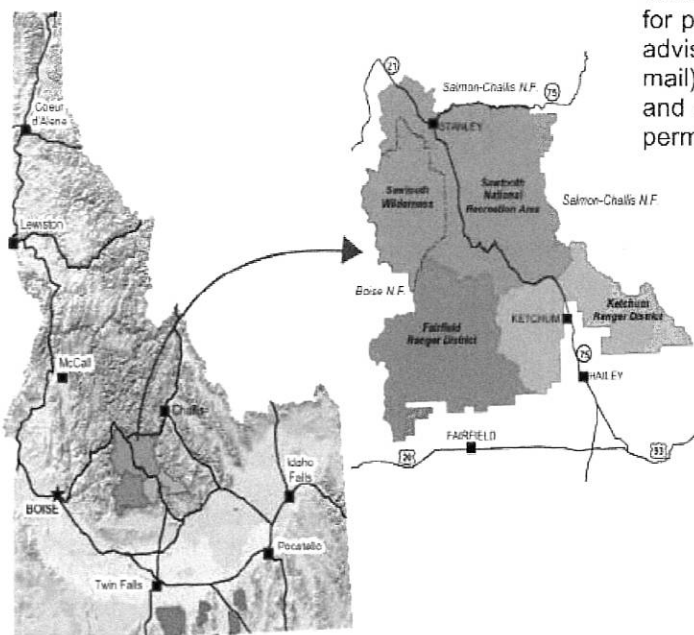 for p
advis
mail)
and
perm
Coeur
d'Alene
Lewiston
McCall
Challis
BOISE
Idaho
Falls
Pocatello
Twin Falls
21
Salmon-Challis N.F.
75
STANLEY
Sawtooth
Wilderness
Sawtooth
National
Recreation Area
Salmon-Challis N.F.
Boise N.F.
Fairfield
Ranger District
KETCHUM
Ketchum
Ranger District
75
HAILEY
FAIRFIELD
20
93